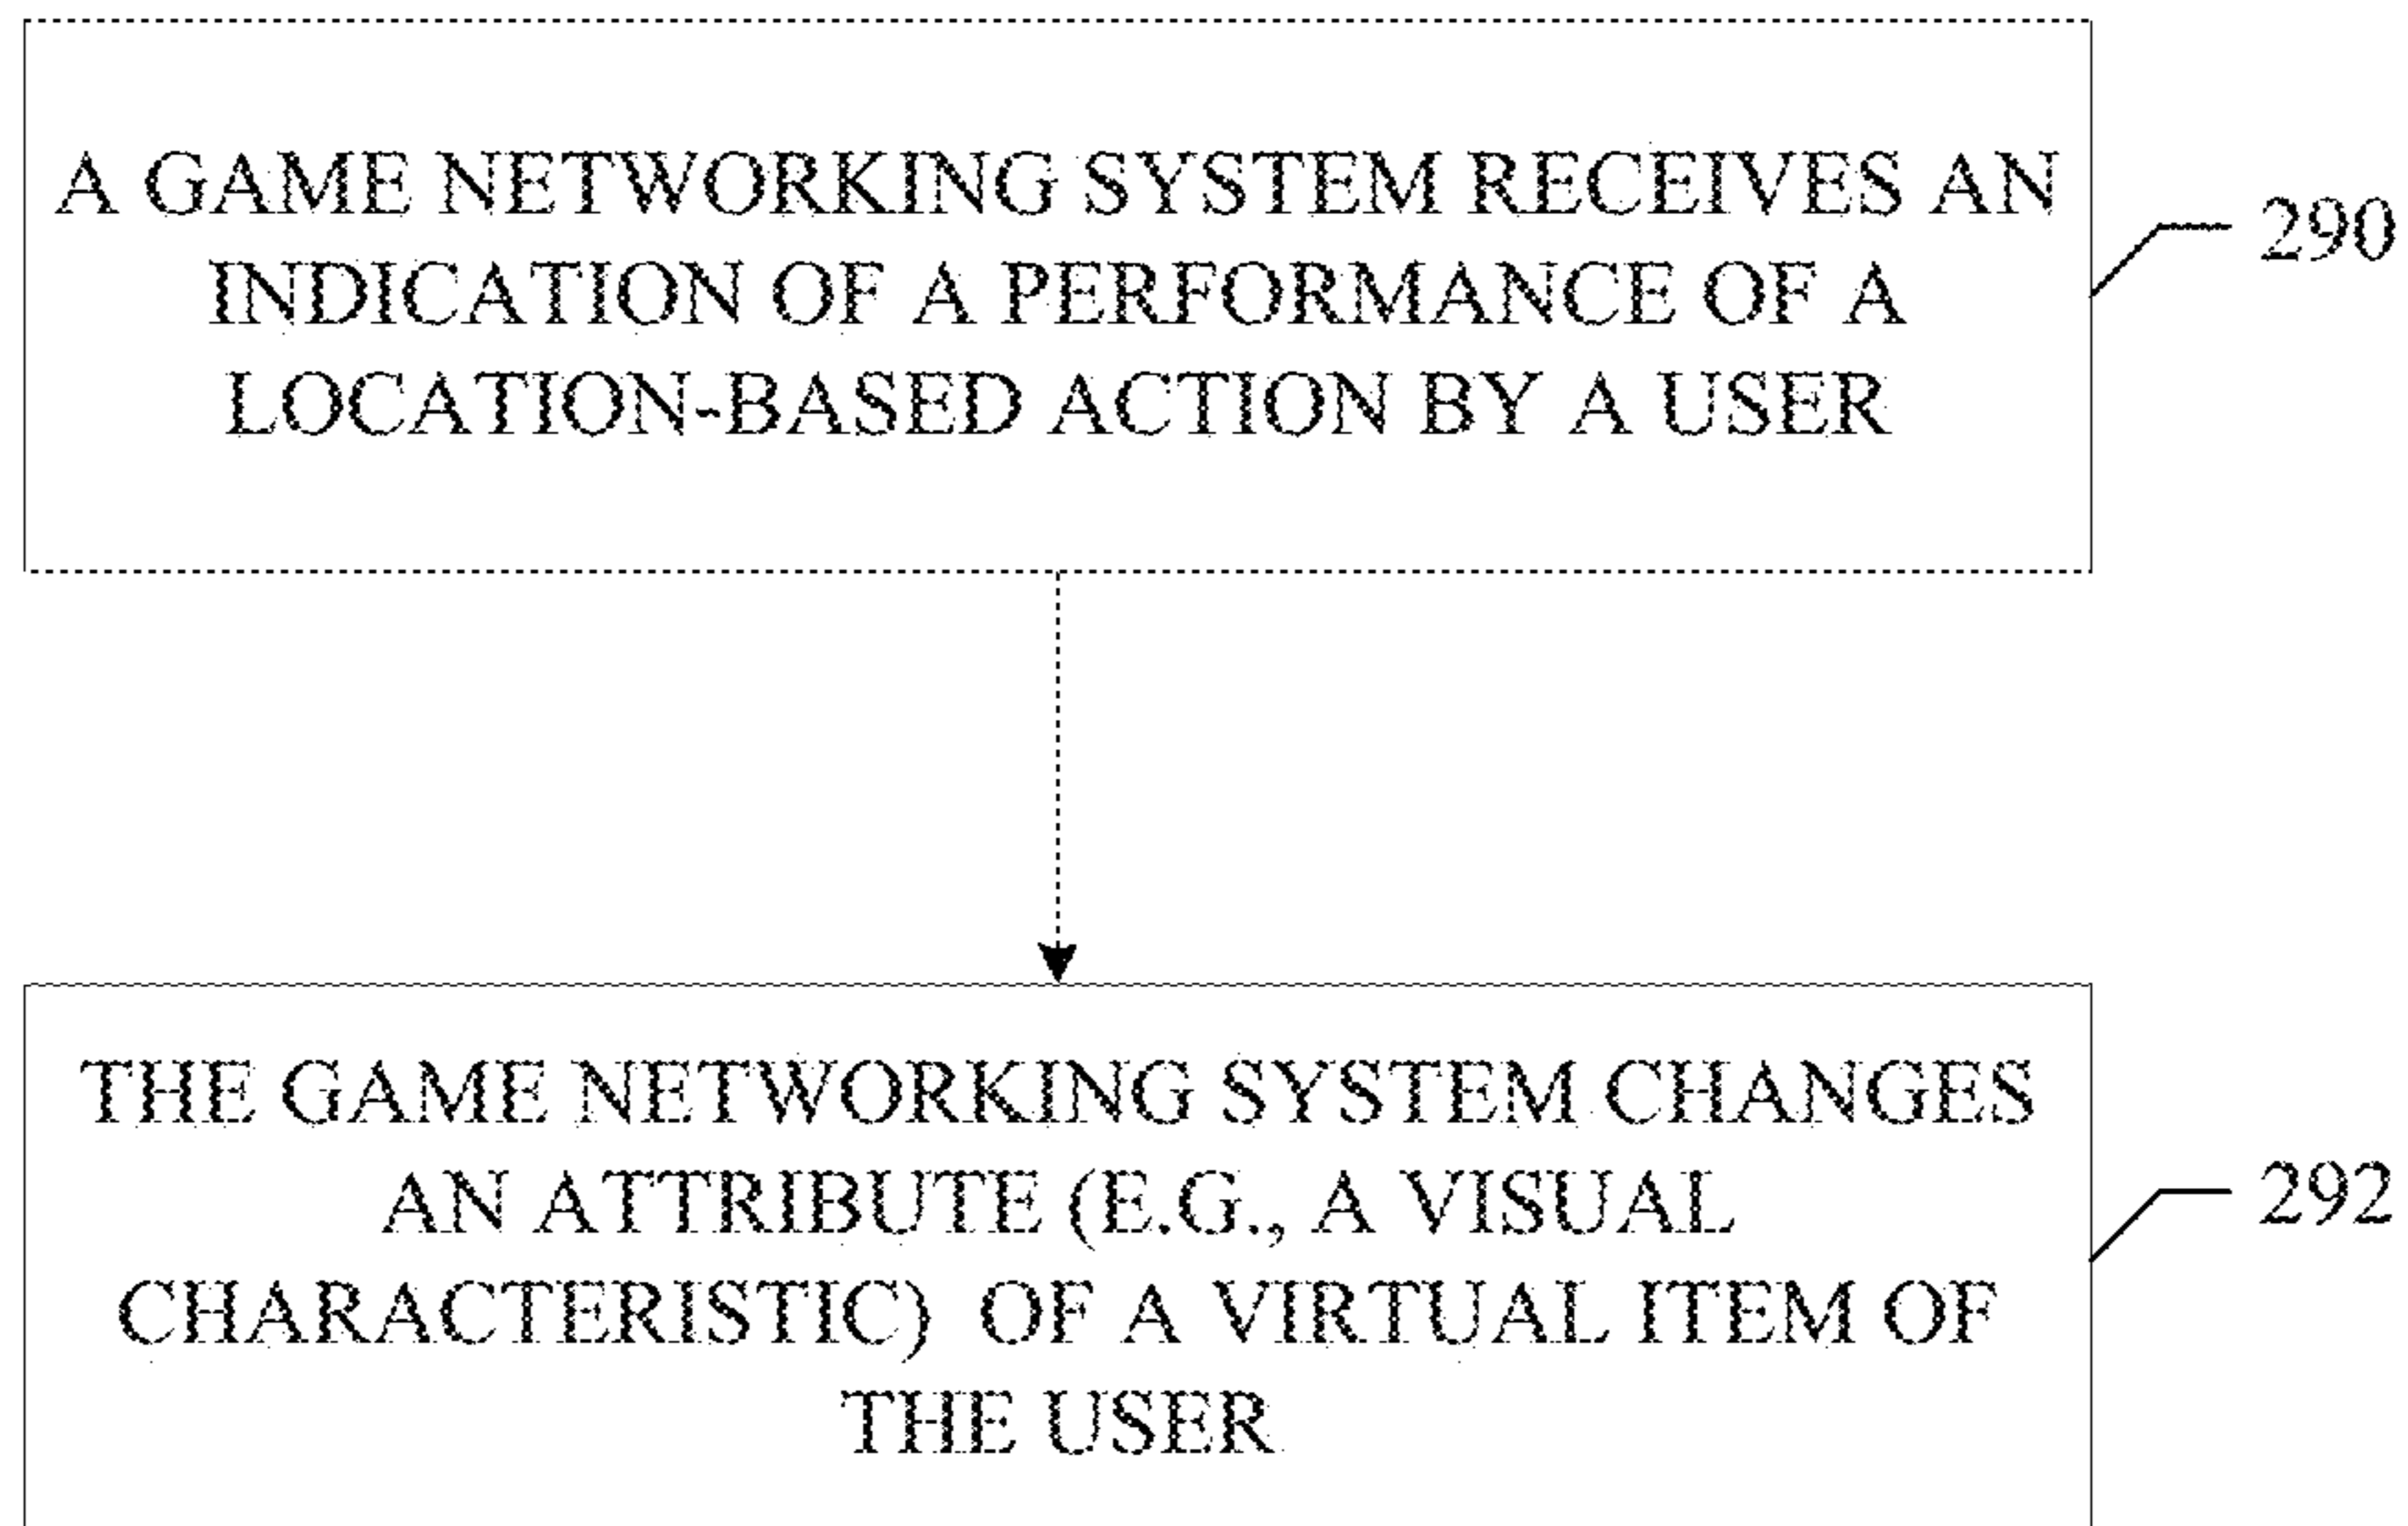 A GAME NETWORKING SYSTEM RECEIVES AN
INDICATION OF A PERFORMANCE OF A
LOCATION-BASED ACTION BY A USER
290
THE GAME NETWORKING SYSTEM CHANGES
AN ATTRIBUTE (E.G., A VISUAL
CHARACTERISTIC) OF A VIRTUAL ITEM OF
THE USER
292